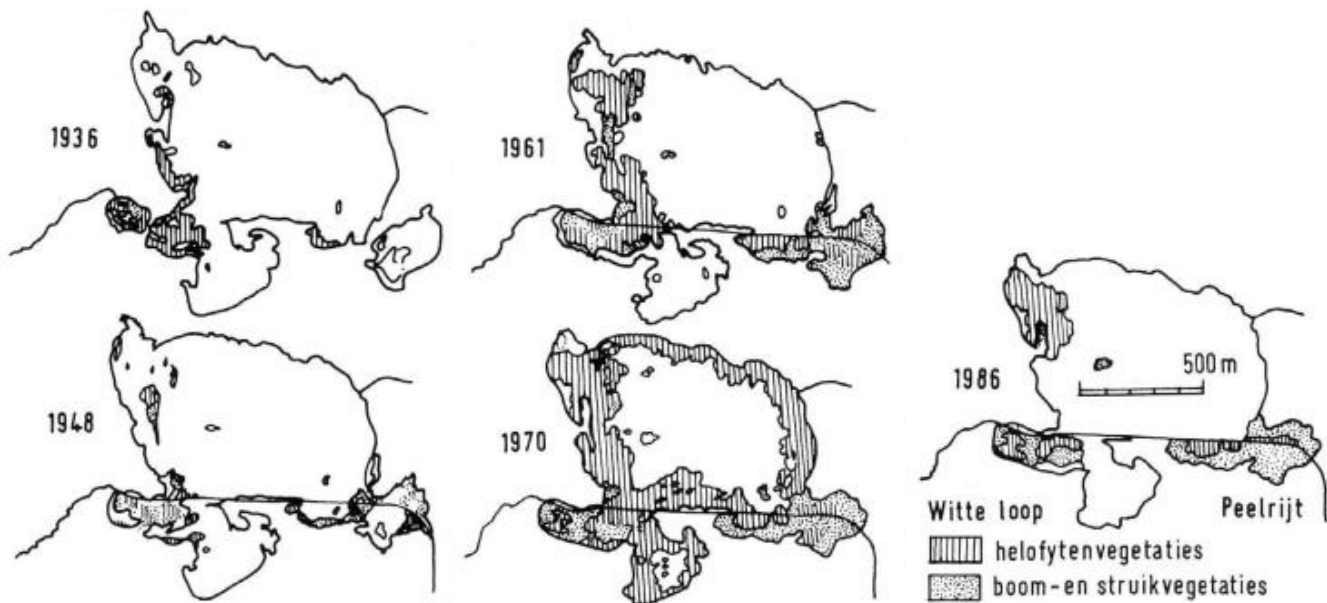 1936
1961
1948
1970
1986
500 m
Witte loop
Peelrijt
helofytenvegetaties
boom- en struikvegetaties